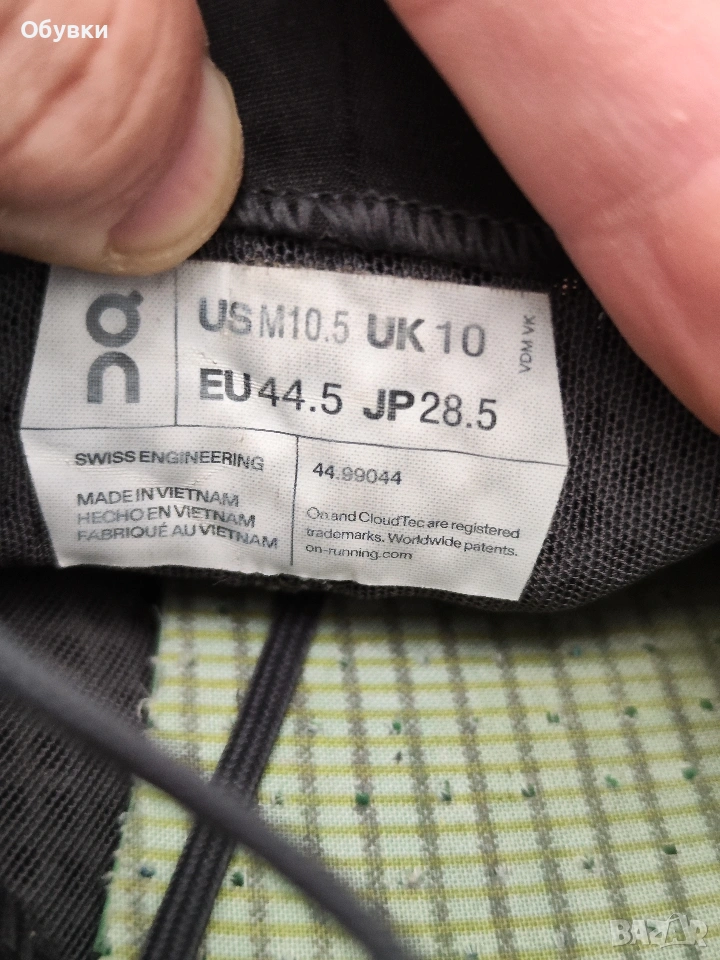 Обувки
US M10.5 UK 10
EU 44.5 JP 28.5
VDM VK
SWISS ENGINEERING
MADE IN VIETNAM
HECHO EN VIETNAM
FABRIQUÉ AU VIETNAM
44.99044
On and CloudTec are registered
trademarks. Worldwide patents.
on-running.com
BAZAR